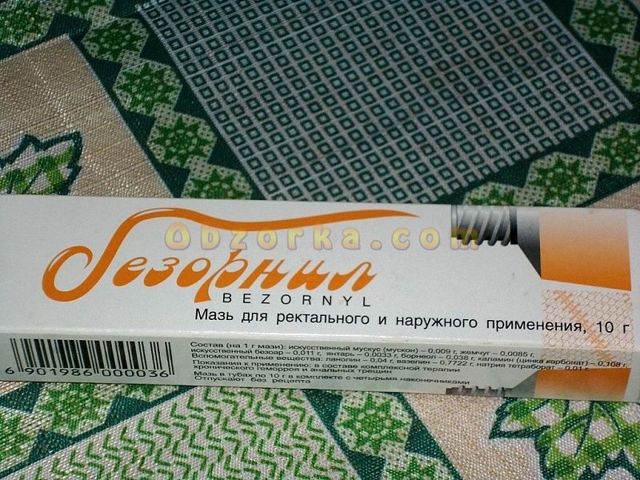 Obzorka.com
Безорнил
BEZORNYL
Мазь для ректального и наружного применения, 10 г
Состав (на 1 г мази): искусственный мускус (мускон) – 0,009 г, жемчуг – 0,0085 г,
искусственный безоар – 0,011 г, янтарь – 0,0033 г, борнеол – 0,038 г, каламин (цинка карбонат) – 0,108 г
Вспомогательные вещества: ланолин – 0,04 г, вазелин – 0,7722 г, натрия тетраборат – 0,01 г
Показания к применению: в составе комплексной терапии
хронического геморроя и анальных трещин
Мазь в тубах по 10 г в комплекте с четырьмя наконечниками
Отпускают без рецепта
6 901986 000036